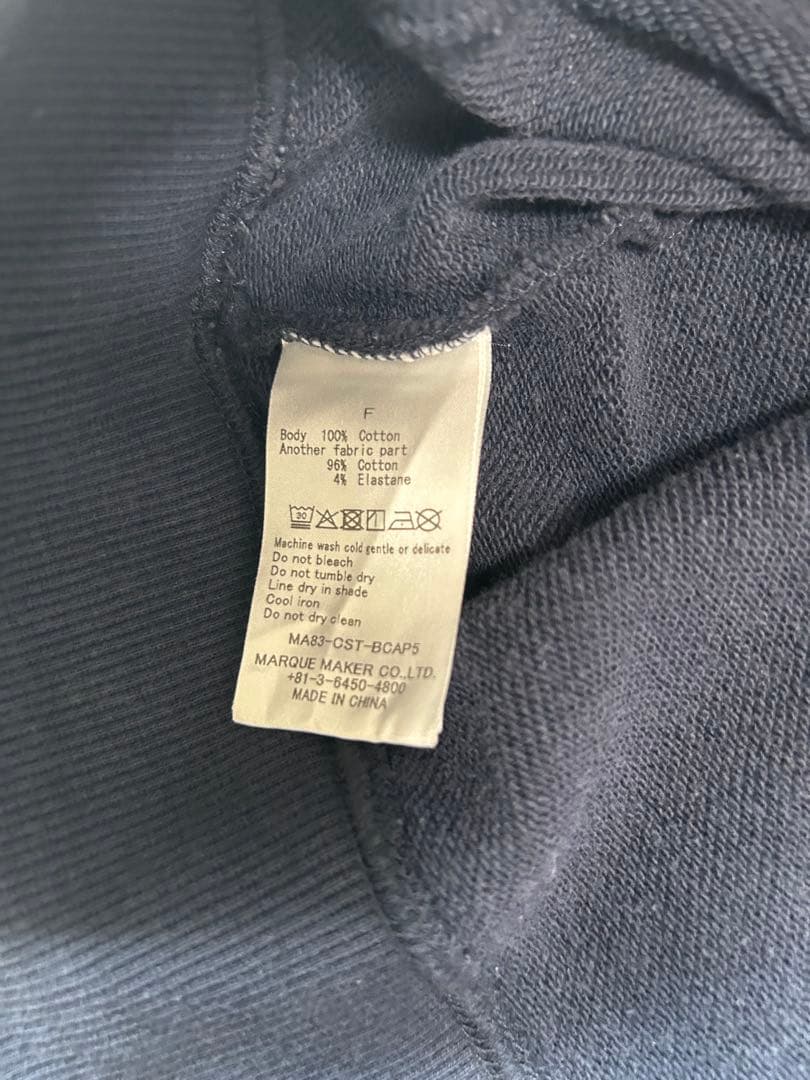 F
Body 100% Cotton
Another fabric part
96% Cotton
4% Elastane
30
Machine wash cold gentle or delicate
Do not bleach
Do not tumble dry
Line dry in shade
Cool iron
Do not dry clean
MA83-CST-BCAP5
MARQUE MAKER CO.,LTD.
+81-3-6450-4800
MADE IN CHINA